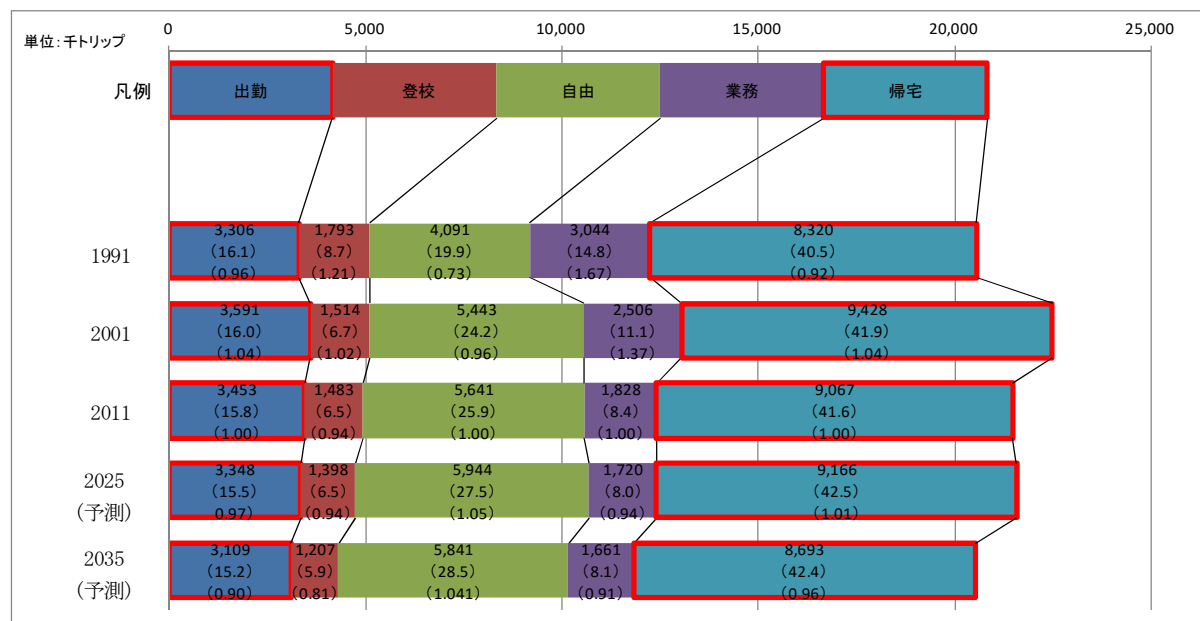 単位:千トリップ
0 5,000 10,000 15,000 20,000 25,000
凡例 出勤 登校 自由 業務 帰宅
3,306 1,793 4,091 3,044 8,320
1991 (16.1) (8.7) (19.9) (14.8) (40.5)
(0.96) (1.21) (0.73) (1.67) (0.92)
3,591 1,514 5,443 2,506 9,428
2001 (16.0) (6.7) (24.2) (11.1) (41.9)
(1.04) (1.02) (0.96) (1.37) (1.04)
3,453 1,483 5,641 1,828 9,067
2011 (15.8) (6.5) (25.9) (8.4) (41.6)
(1.00) (0.94) (1.00) (1.00) (1.00)
3,348 1,398 5,944 1,720 9,166
2025 (15.5) (6.5) (27.5) (8.0) (42.5)
(予測) 0.97) (0.94) (1.05) (0.94) (1.01)
3,109 1,207 5,841 1,661 8,693
2035 (15.2) (5.9) (28.5) (8.1) (42.4)
(予測) (0.90) (0.81) (1.041) (0.91) (0.96)